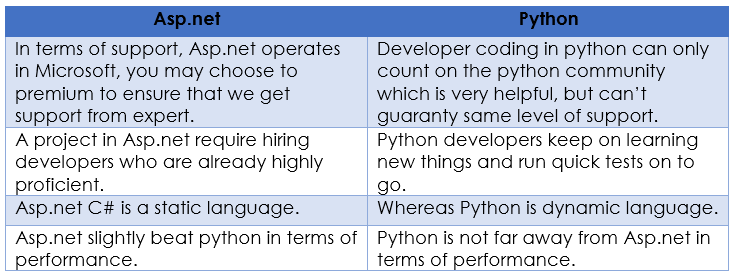 Asp.net
Python
In terms of support, Asp.net operates
in Microsoft, you may choose to
premium to ensure that we get
support from expert.
Developer coding in python can only
count on the python community
which is very helpful, but can't
guaranty same level of support.
A project in Asp.net require hiring
developers who are already highly
proficient.
Python developers keep on learning
new things and run quick tests on to
go.
Asp.net C# is a static language.
Whereas Python is dynamic language.
Asp.net slightly beat python in terms of
performance.
Python is not far away from Asp.net in
terms of performance.